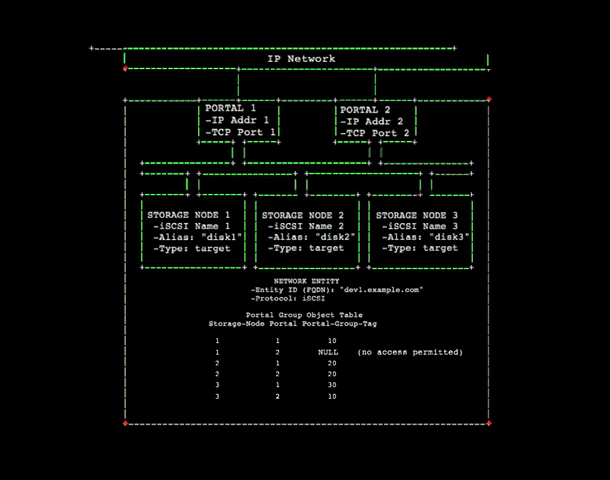 IP Network
PORTAL 1 PORTAL 2
-IP Addr 1 -IP Addr 2
-TCP Port 1 -TCP Port 2
STORAGE NODE 1 STORAGE NODE 2 STORAGE NODE 3
-iSCSI Name 1 -iSCSI Name 2 -iSCSI Name 3
-Alias: "disk1" -Alias: "disk2" -Alias: "disk3"
-Type: target -Type: target -Type: target
NETWORK ENTITY
-Entity ID (FQDN): "dev1.example.com"
-Protocol: iSCSI
Portal Group Object Table
Storage-Node Portal Portal-Group-Tag
1 1 10
1 2 NULL (no access permitted)
2 1 20
2 2 20
3 1 30
3 2 10